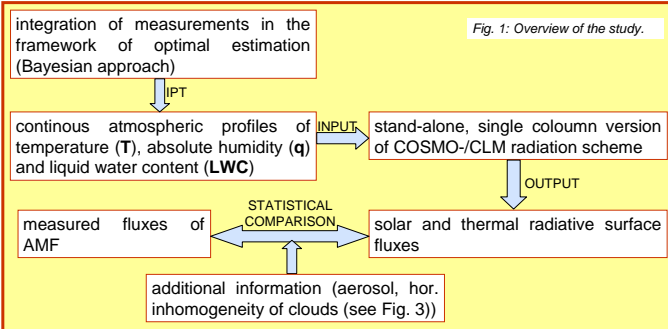 integration of measurements in the
framework of optimal estimation
(Bayesian approach)
Fig. 1: Overview of the study.
IPT
continous atmospheric profiles of
temperature (T), absolute humidity (q)
and liquid water content (LWC)
INPUT
stand-alone, single coloumn version
of COSMO-/CLM radiation scheme
OUTPUT
measured fluxes of
AMF
STATISTICAL
COMPARISON
solar and thermal radiative surface
fluxes
additional information (aerosol, hor.
inhomogeneity of clouds (see Fig. 3))